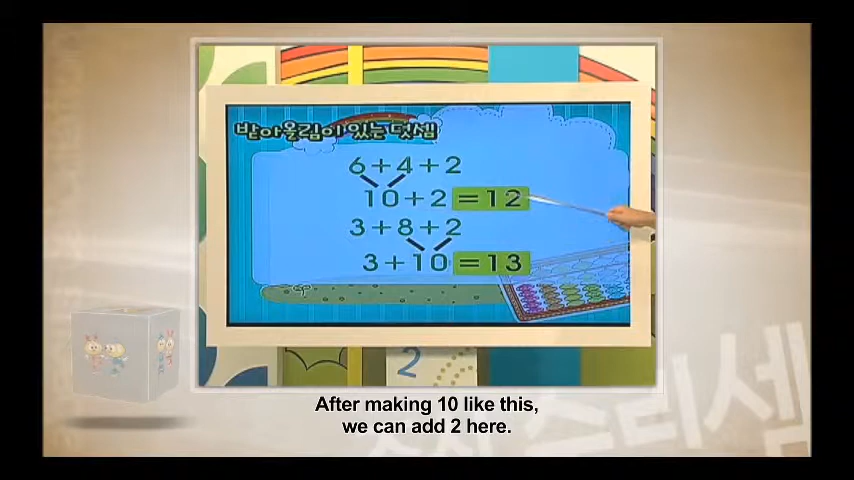 받아올림이 있는 덧셈
6+4+2
10+2=12
3+8+2
3+10=13
2
After making 10 like this,
we can add 2 here.